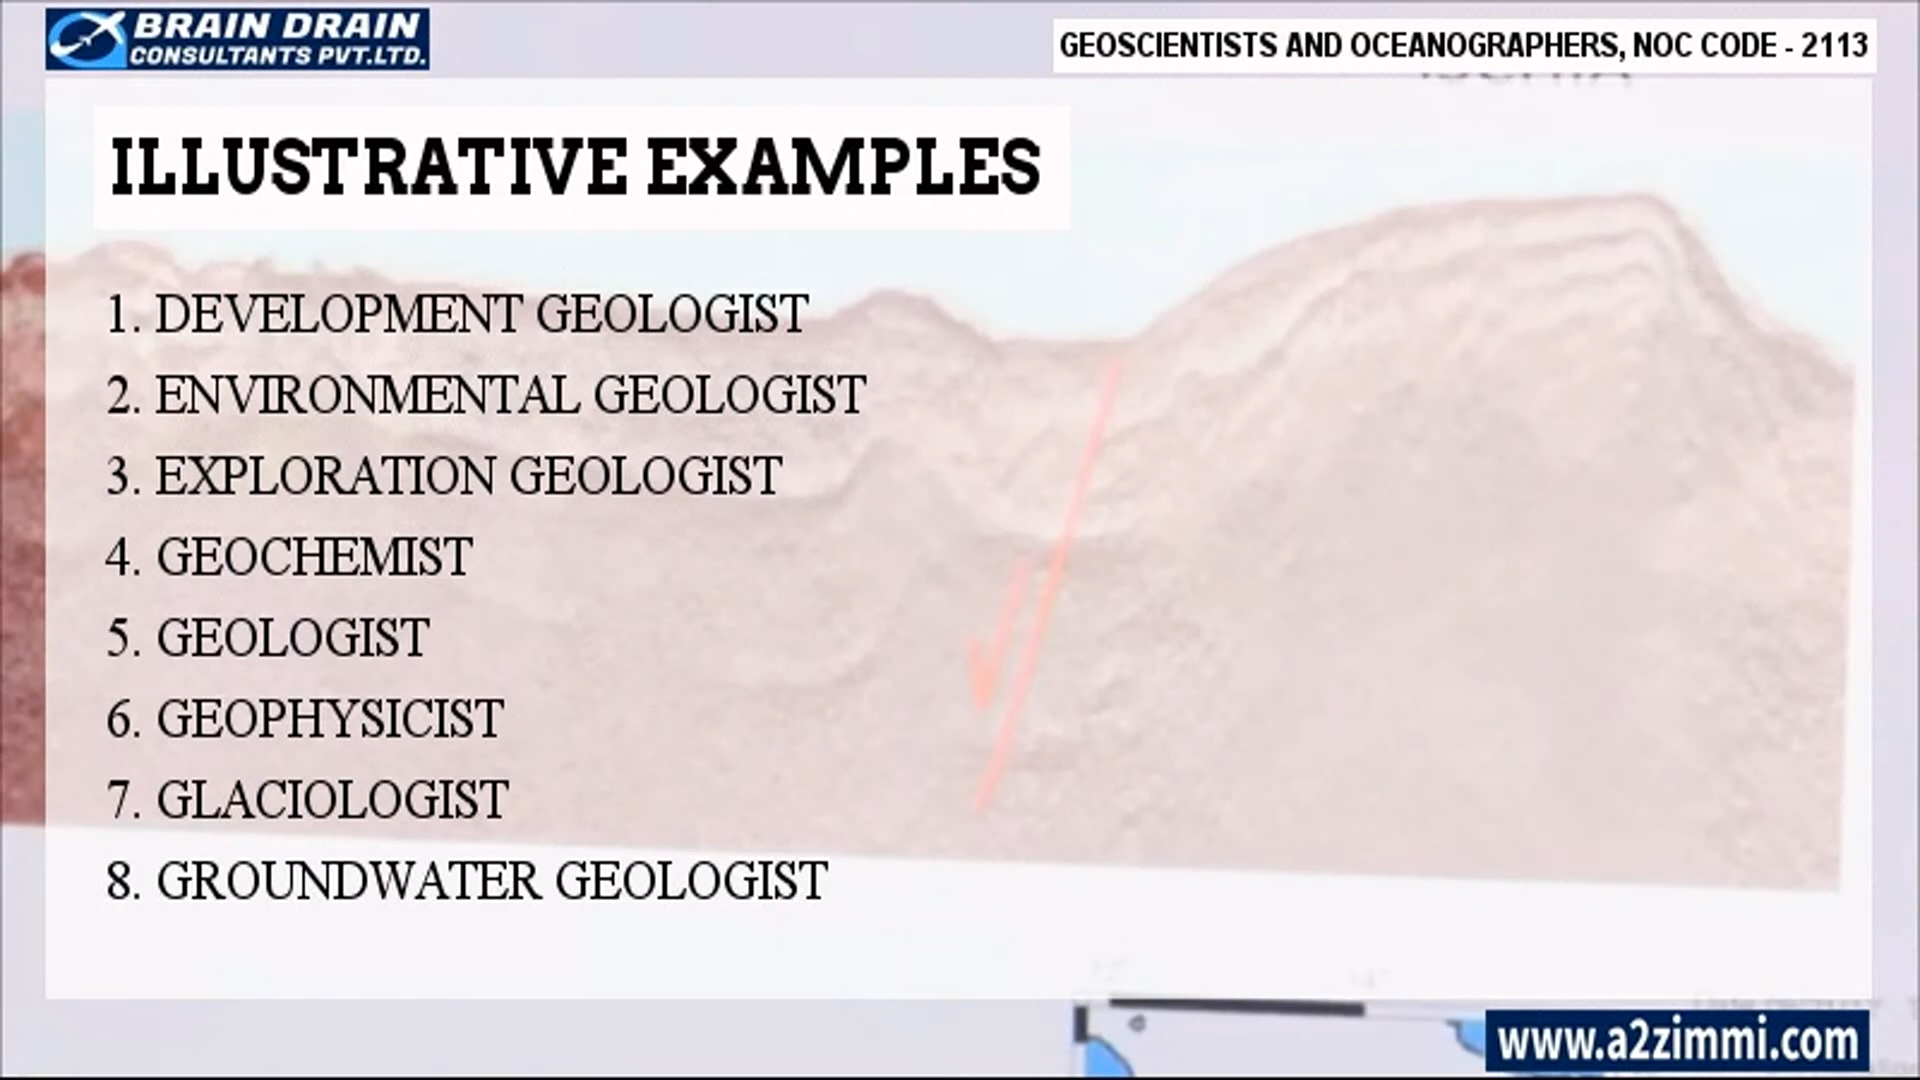 BRAIN DRAIN
CONSULTANTS PVT.LTD.
GEOSCIENTISTS AND OCEANOGRAPHERS, NOC CODE - 2113
ILLUSTRATIVE EXAMPLES
1. DEVELOPMENT GEOLOGIST
2. ENVIRONMENTAL GEOLOGIST
3. EXPLORATION GEOLOGIST
4. GEOCHEMIST
5. GEOLOGIST
6. GEOPHYSICIST
7. GLACIOLOGIST
8. GROUNDWATER GEOLOGIST
www.a2zimmi.com